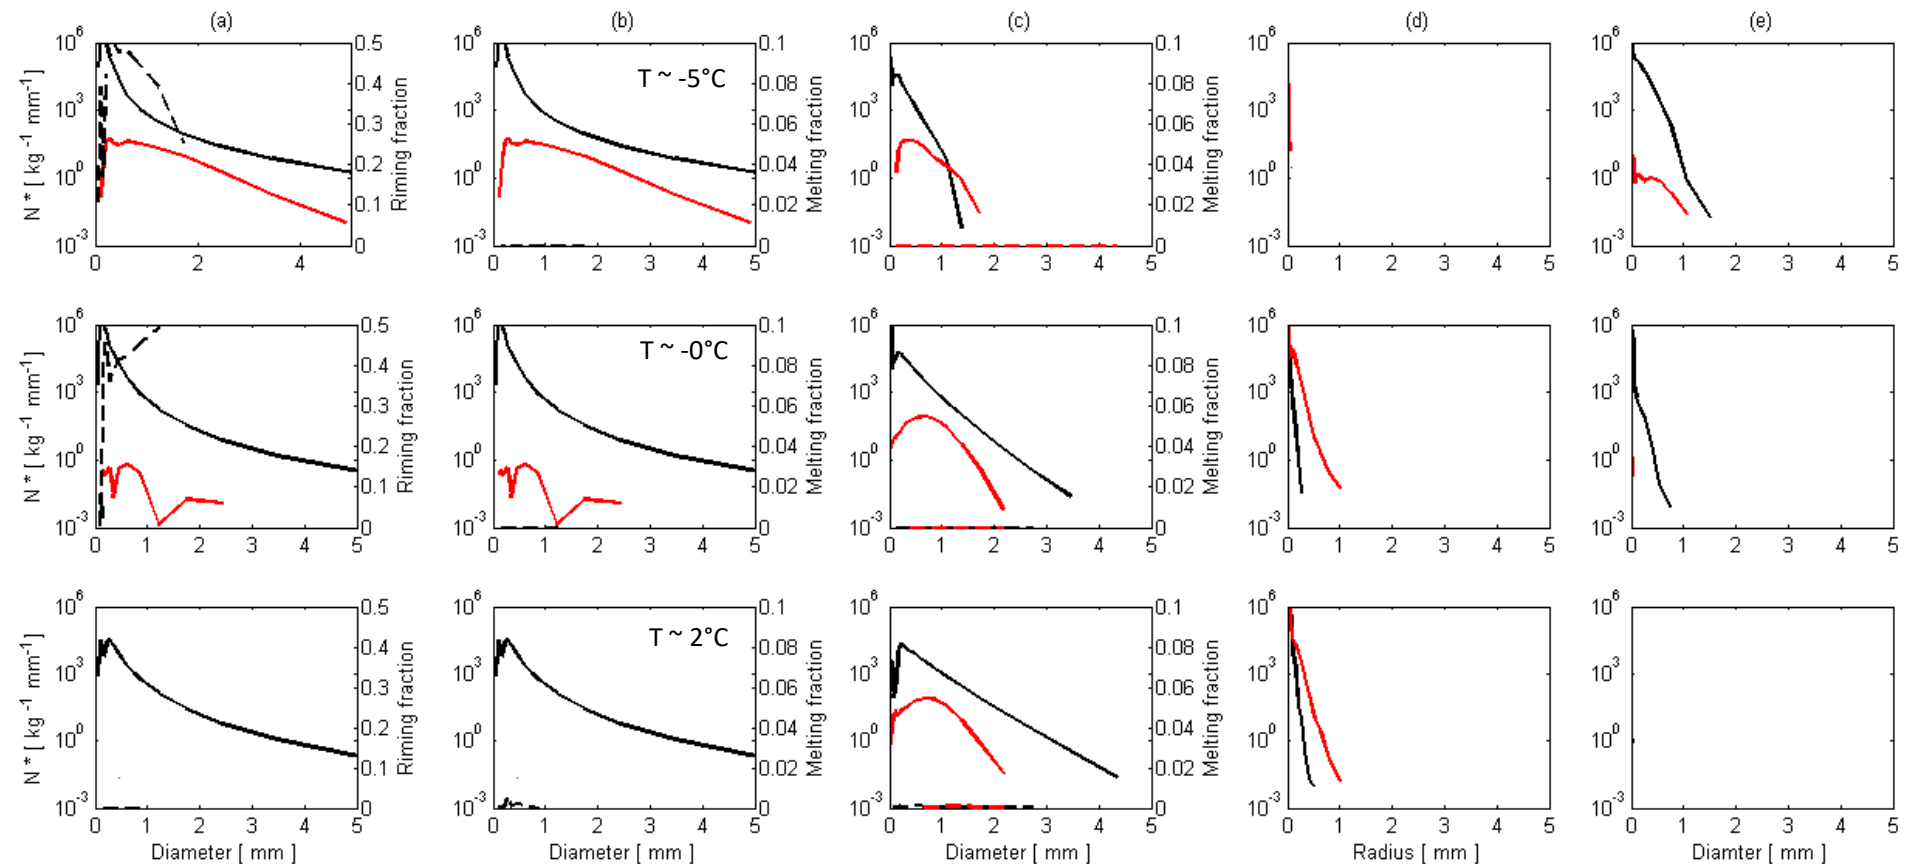 (a) (b) (c) (d) (e)
10^6 0.5 10^6 0.1 10^6 0.1 10^6 10^6
T ~ -5°C
0.4 0.08 0.08
10^3 10^3 10^3 10^3 10^3
0.3 0.06 0.06
0.2 0.04 0.04
10^0 10^0 10^0 10^0 10^0
0.1 0.02 0.02
10^-3 0 10^-3 0 10^-3 0 10^-3 10^-3
N * [ kg^-1 mm^-1]
Riming fraction
Melting fraction
Melting fraction
0 2 4 0 1 2 3 4 5 0 1 2 3 4 5 0 1 2 3 4 5 0 1 2 3 4 5
10^6 0.5 10^6 0.1 10^6 0.1 10^6 10^6
T ~ -0°C
0.4 0.08 0.08
10^3 10^3 10^3 10^3 10^3
0.3 0.06 0.06
0.2 0.04 0.04
10^0 10^0 10^0 10^0 10^0
0.1 0.02 0.02
10^-3 0 10^-3 0 10^-3 0 10^-3 10^-3
N * [ kg^-1 mm^-1]
Riming fraction
Melting fraction
Melting fraction
0 1 2 3 4 5 0 1 2 3 4 5 0 1 2 3 4 5 0 1 2 3 4 5 0 1 2 3 4 5
10^6 0.5 10^6 0.1 10^6 0.1 10^6 10^6
T ~ 2°C
0.4 0.08 0.08
10^3 10^3 10^3 10^3 10^3
0.3 0.06 0.06
0.2 0.04 0.04
10^0 10^0 10^0 10^0 10^0
0.1 0.02 0.02
10^-3 0 10^-3 0 10^-3 0 10^-3 10^-3
N * [ kg^-1 mm^-1]
Riming fraction
Melting fraction
Melting fraction
0 1 2 3 4 5 0 1 2 3 4 5 0 1 2 3 4 5 0 1 2 3 4 5 0 1 2 3 4 5
Diameter [ mm ] Diameter [ mm ] Diameter [ mm ] Radius [ mm ] Diamter [ mm ]